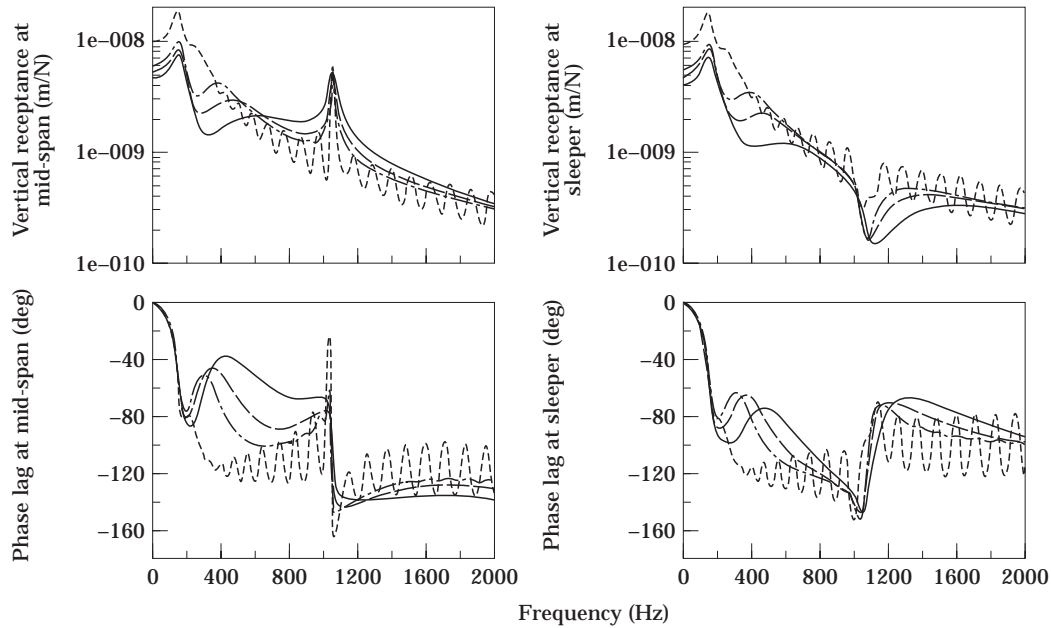 Vertical receptance at
mid-span (m/N)
1e–008
1e–009
1e–010
Vertical receptance at
sleeper (m/N)
1e–008
1e–009
1e–010
Phase lag at mid-span (deg)
0
–40
–80
–120
–160
0 400 800 1200 1600 2000
Phase lag at sleeper (deg)
0
–40
–80
–120
–160
0 400 800 1200 1600 2000
Frequency (Hz)